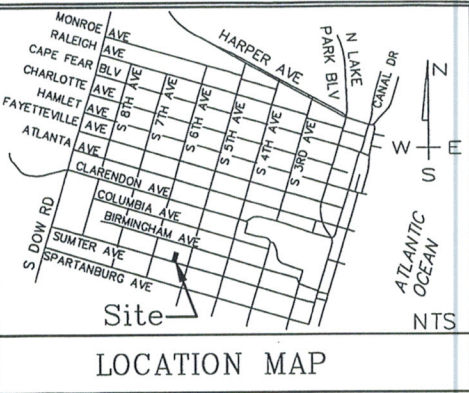 MONROE AVE
RALEIGH AVE
CAPE FEAR BLV
CHARLOTTE AVE
HAMLET AVE
FAYETTEVILLE AVE
ATLANTA AVE
CLARENDON AVE
COLUMBIA AVE
BIRMINGHAM AVE
SUMTER AVE
SPARTANBURG AVE
S DOW RD
S 8TH AVE
S 7TH AVE
S 6TH AVE
S 5TH AVE
S 4TH AVE
S 3RD AVE
HARPER AVE
N LAKE
PARK BLV
CANAL DR
N
W E
S
ATLANTIC
OCEAN
Site
NTS
LOCATION MAP